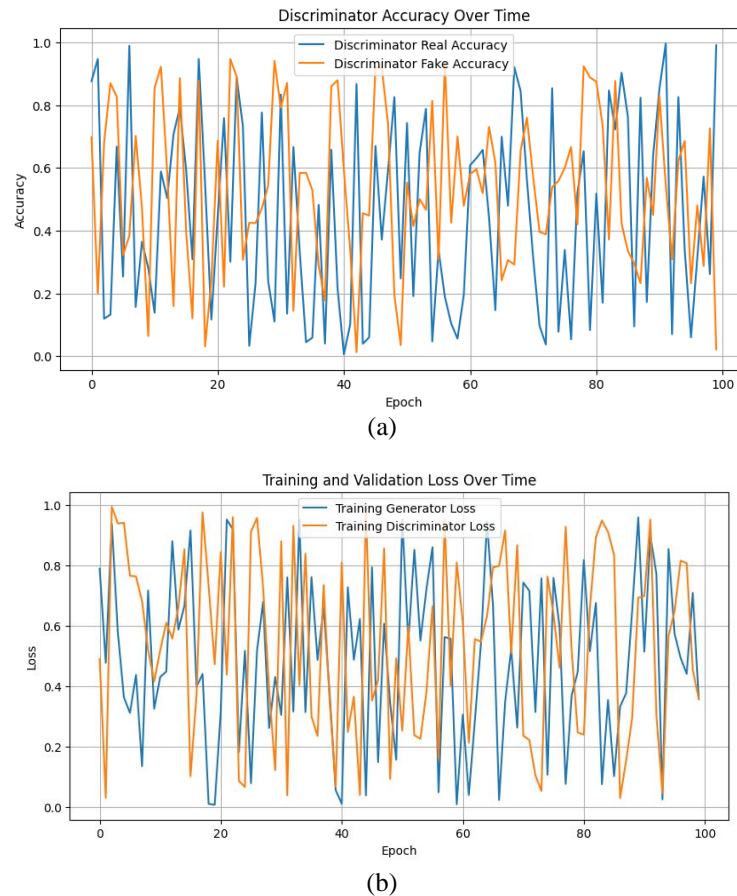 Discriminator Accuracy Over Time
Discriminator Real Accuracy
Discriminator Fake Accuracy
1.0
0.8
0.6
0.4
0.2
0.0
Accuracy
0 20 40 60 80 100
Epoch
(a)
Training and Validation Loss Over Time
Training Generator Loss
Training Discriminator Loss
1.0
0.8
0.6
0.4
0.2
0.0
Loss
0 20 40 60 80 100
Epoch
(b)